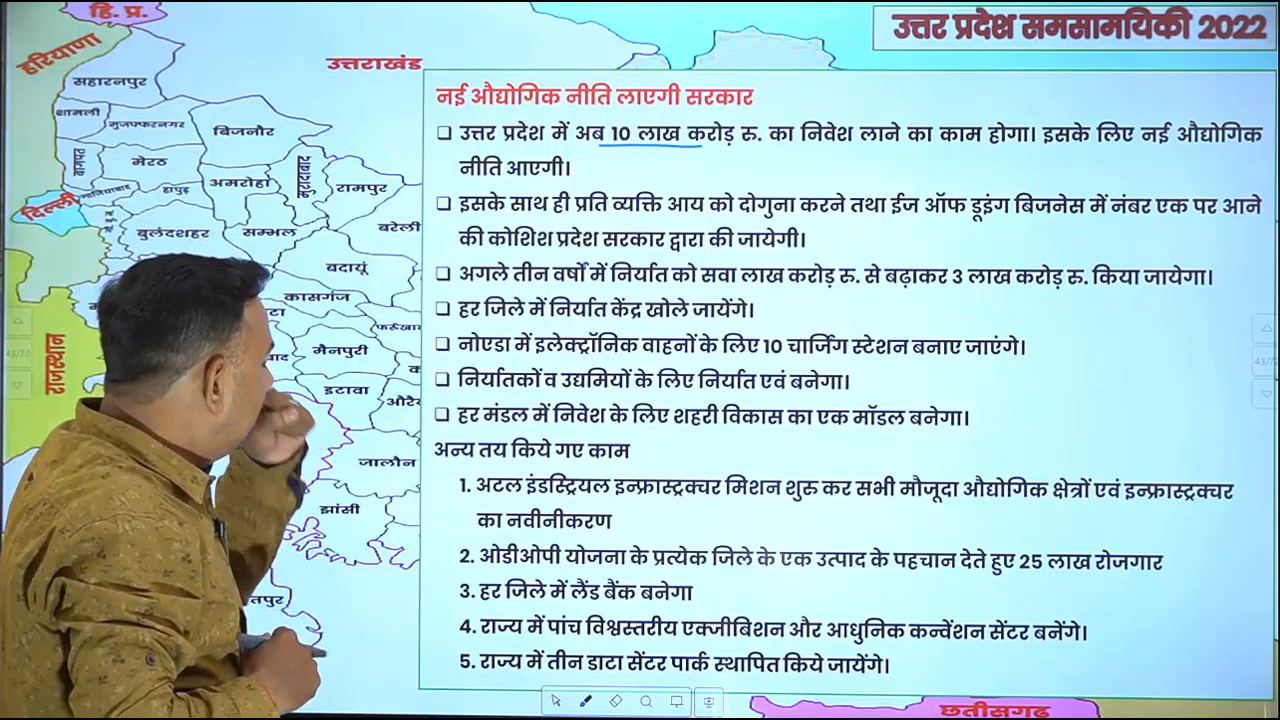 हि. प्र.
उत्तर प्रदेश समसामयिकी 2022
हरियाणा
उत्तराखंड
सहारनपुर
शामली
मुजफ्फरनगर
बिजनौर
बागपत
मेरठ
दिल्ली
गाजियाबाद
हापुड़
अमरोहा
मुरादाबाद
रामपुर
बुलंदशहर
सम्भल
बरेली
बदायूं
कासगंज
मैनपुरी
इटावा
राजस्थान
जालौन
झांसी
नई औद्योगिक नीति लाएगी सरकार
❑ उत्तर प्रदेश में अब 10 लाख करोड़ रु. का निवेश लाने का काम होगा। इसके लिए नई औद्योगिक
नीति आएगी।
❑ इसके साथ ही प्रति व्यक्ति आय को दोगुना करने तथा ईज ऑफ डूइंग बिजनेस में नंबर एक पर आने
की कोशिश प्रदेश सरकार द्वारा की जायेगी।
❑ अगले तीन वर्षों में निर्यात को सवा लाख करोड़ रु. से बढ़ाकर 3 लाख करोड़ रु. किया जायेगा।
❑ हर जिले में निर्यात केंद्र खोले जायेंगे।
❑ नोएडा में इलेक्ट्रॉनिक वाहनों के लिए 10 चार्जिंग स्टेशन बनाए जाएंगे।
❑ निर्यातकों व उद्यमियों के लिए निर्यात एवं बनेगा।
❑ हर मंडल में निवेश के लिए शहरी विकास का एक मॉडल बनेगा।
अन्य तय किये गए काम
1. अटल इंडस्ट्रियल इन्फ्रास्ट्रक्चर मिशन शुरु कर सभी मौजूदा औद्योगिक क्षेत्रों एवं इन्फ्रास्ट्रक्चर
का नवीनीकरण
2. ओडीओपी योजना के प्रत्येक जिले के एक उत्पाद के पहचान देते हुए 25 लाख रोजगार
3. हर जिले में लैंड बैंक बनेगा
4. राज्य में पांच विश्वस्तरीय एक्जीबिशन और आधुनिक कन्वेंशन सेंटर बनेंगे।
5. राज्य में तीन डाटा सेंटर पार्क स्थापित किये जायेंगे।
43/72
छत्तीसगढ़